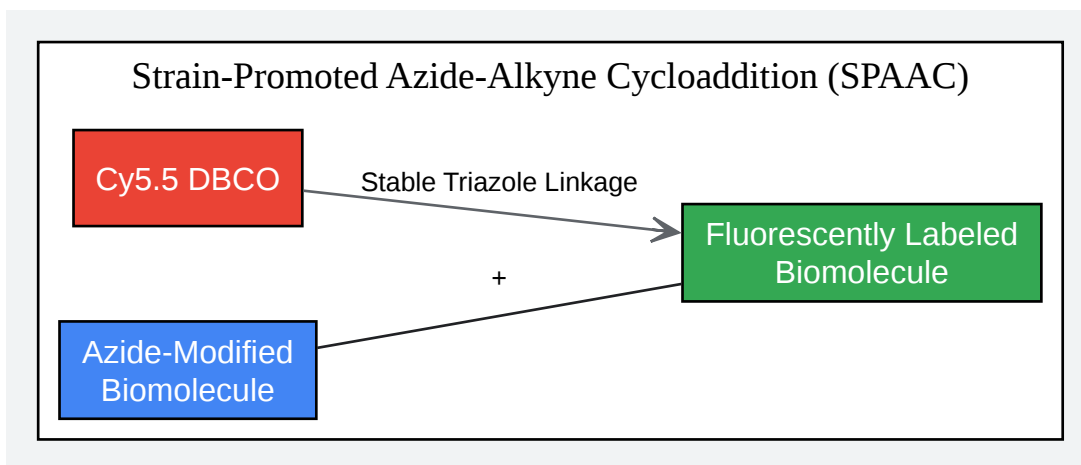 Strain-Promoted Azide-Alkyne Cycloaddition (SPAAC)
Cy5.5 DBCO
Stable Triazole Linkage
Fluorescently Labeled
Biomolecule
+
Azide-Modified
Biomolecule